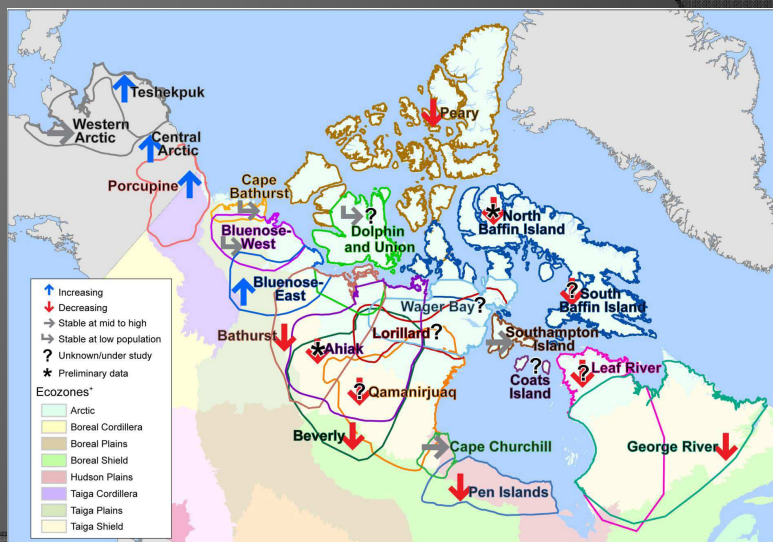 Teshekpuk
Western
Arctic
Central
Arctic
Porcupine
Cape
Bathurst
Peary
Dolphin
and Union
?
Bluenose-
West
Bluenose-
East
*
North
Baffin Island
?
South
Baffin Island
Wager Bay ?
Lorillard ?
Southampton
Island
Bathurst
*
Ahiak
?
Coats
Island
?
Leaf River
?
Qamanirjuaq
Beverly
Cape Churchill
George River
Pen Islands
Increasing
Decreasing
Stable at mid to high
Stable at low population
? Unknown/under study
* Preliminary data
Ecozones+
Arctic
Boreal Cordillera
Boreal Plains
Boreal Shield
Hudson Plains
Taiga Cordillera
Taiga Plains
Taiga Shield